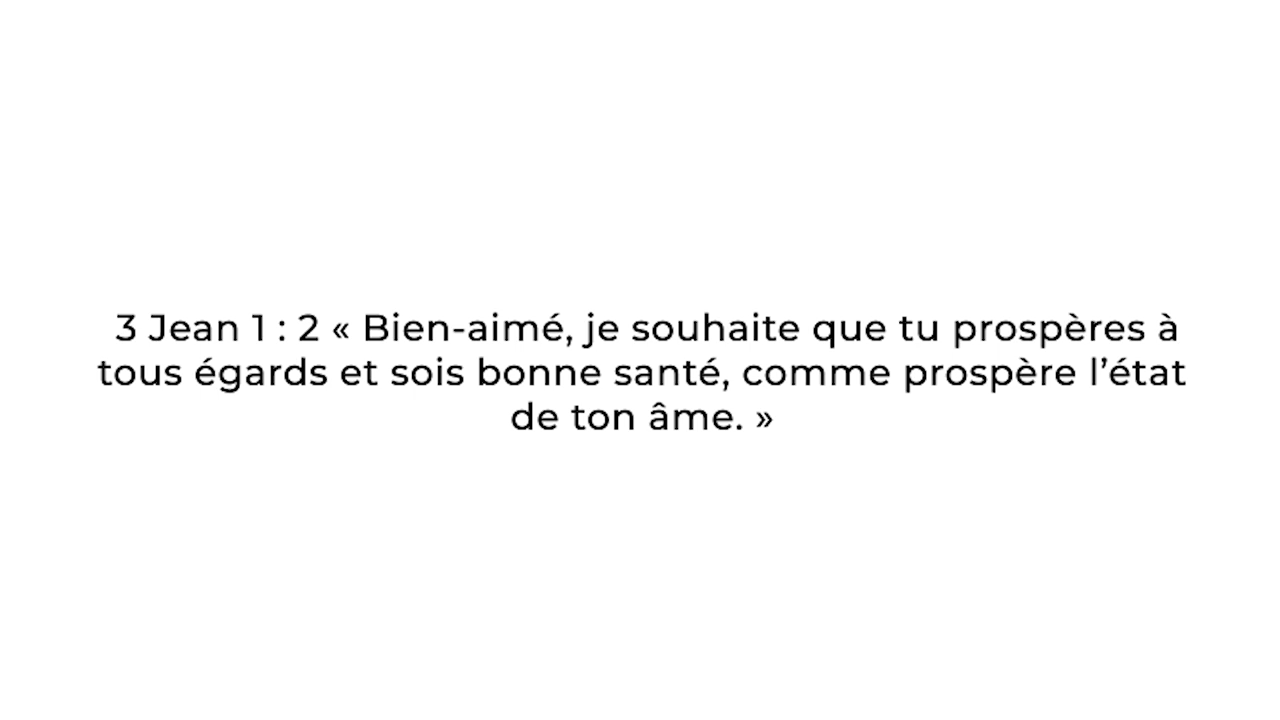 3 Jean 1 : 2 « Bien-aimé, je souhaite que tu prospères à
tous égards et sois bonne santé, comme prospère l’état
de ton âme. »